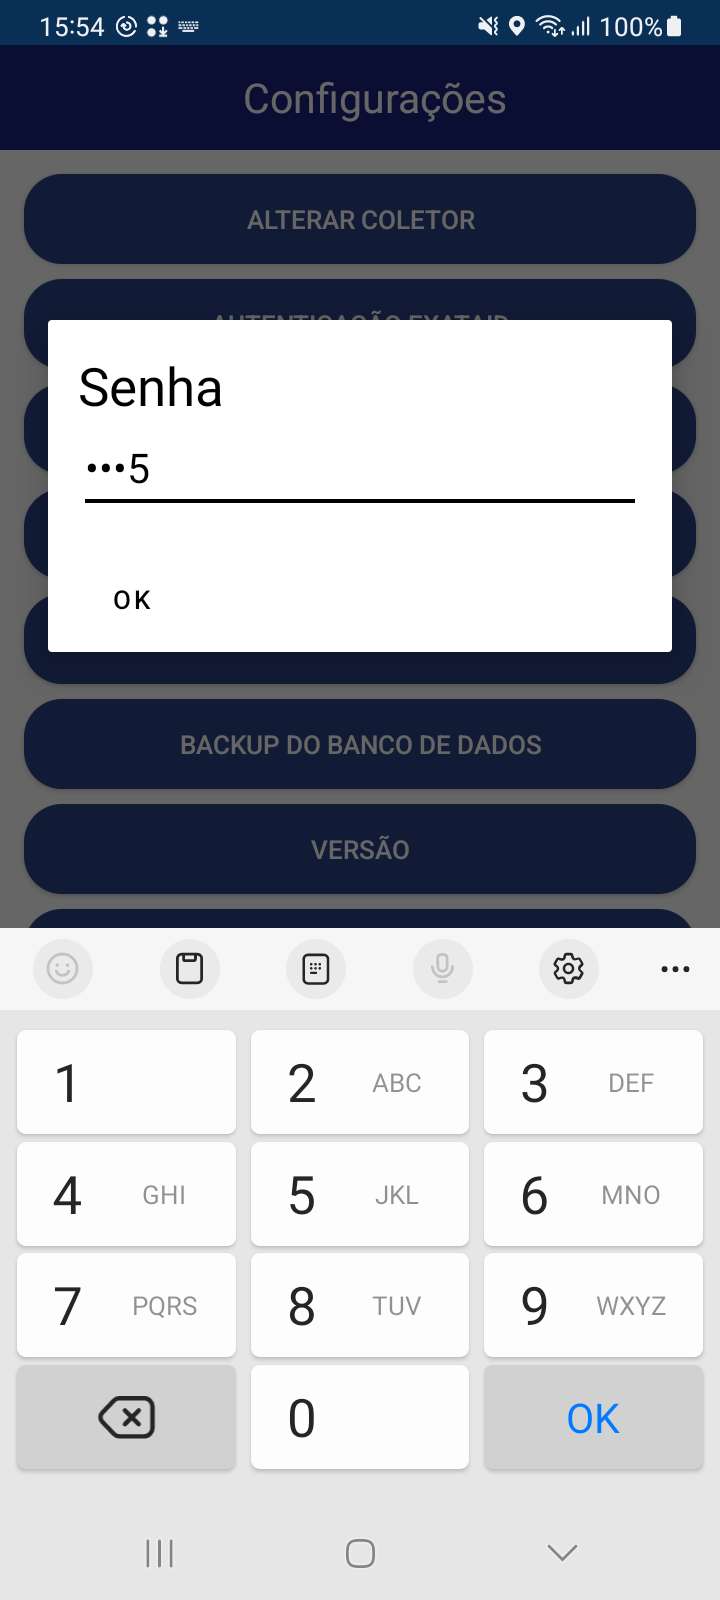 15:54
100%
Configurações
ALTERAR COLETOR
Senha
•••5
OK
BACKUP DO BANCO DE DADOS
VERSÃO
1
2 ABC
3 DEF
4 GHI
5 JKL
6 MNO
7 PQRS
8 TUV
9 WXYZ
0
OK